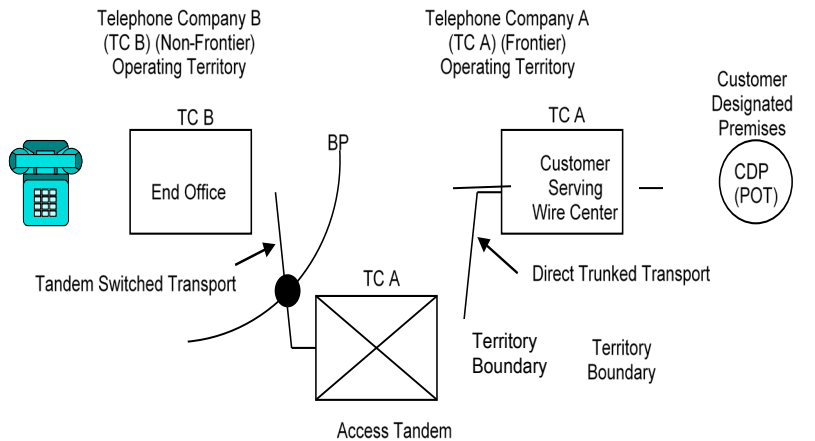 Telephone Company B
(TC B) (Non-Frontier)
Operating Territory
Telephone Company A
(TC A) (Frontier)
Operating Territory
Customer
Designated
Premises
TC B
BP
TC A
End Office
Customer
Serving
Wire Center
CDP
(POT)
Tandem Switched Transport
TC A
Direct Trunked Transport
Territory
Boundary
Territory
Boundary
Access Tandem